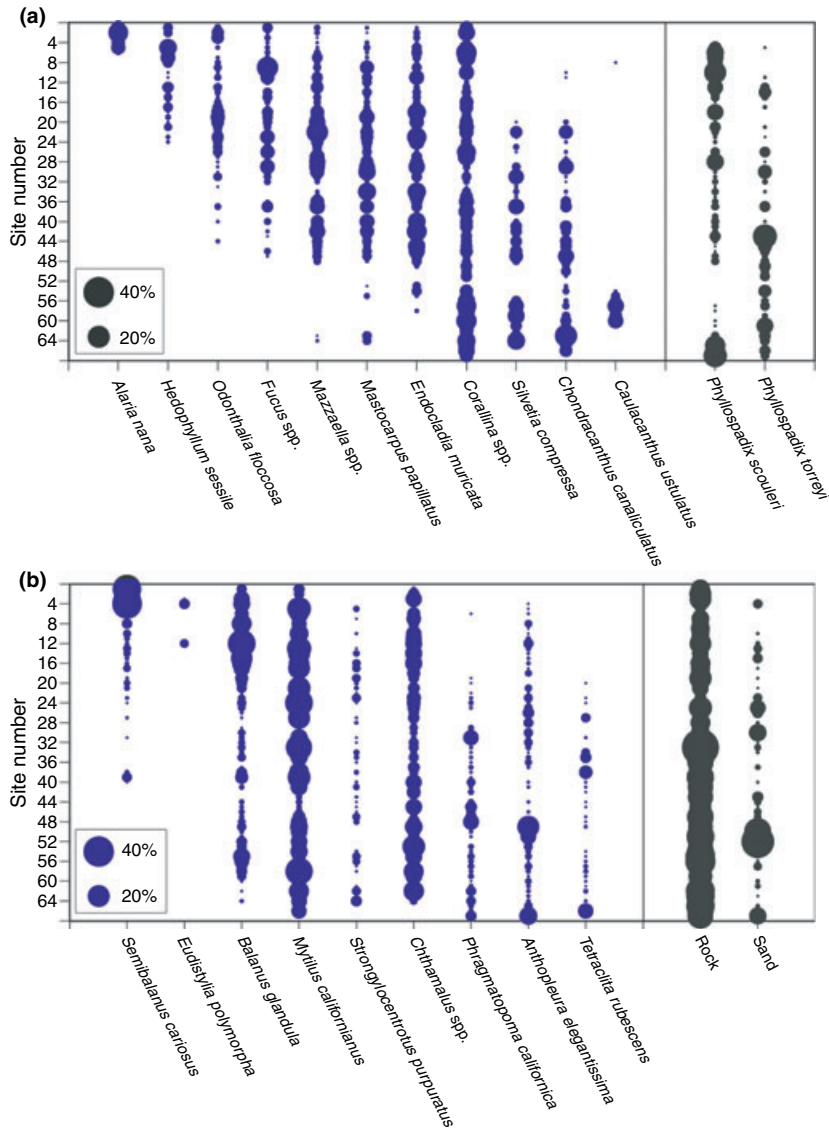 (a)
Site number
4
8
12
16
20
24
28
32
36
40
44
48
52
56
60
64
40%
20%
Alaria nana
Hedophyllum sessile
Odonthalia floccosa
Fucus spp.
Mazzaella spp.
Mastocarpus papillatus
Endocladia muricata
Corallina spp.
Silvetia compressa
Chondracanthus canaliculatus
Caulacanthus ustulatus
Phyllospadix scouleri
Phyllospadix torreyi
(b)
Site number
4
8
12
16
20
24
28
32
36
40
44
48
52
56
60
64
40%
20%
Semibalanus cariosus
Eudistylia polymorpha
Balanus glandula
Mytilus californianus
Strongylocentrotus purpuratus
Chthamalus spp.
Phragmatopoma californica
Anthopleura elegantissima
Tetraclita rubescens
Rock
Sand